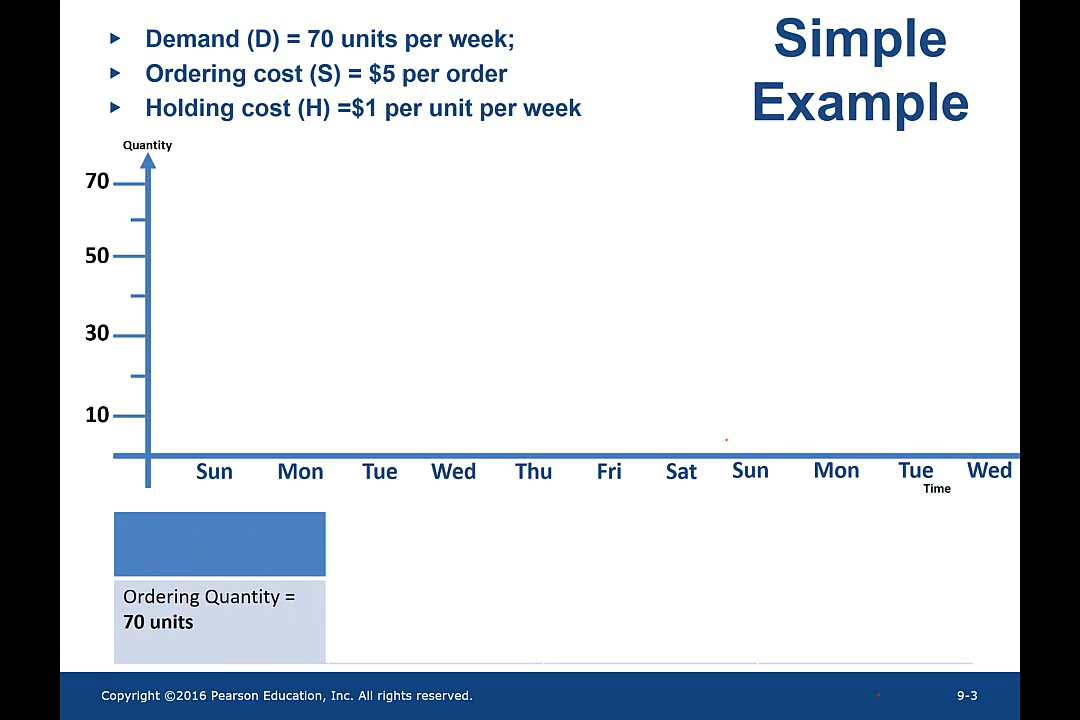 Simple
Example
Demand (D) = 70 units per week;
Ordering cost (S) = $5 per order
Holding cost (H) =$1 per unit per week
Quantity
70
50
30
10
Sun Mon Tue Wed Thu Fri Sat Sun Mon Tue Wed
Time
Ordering Quantity =
70 units
Copyright ©2016 Pearson Education, Inc. All rights reserved.
9-3